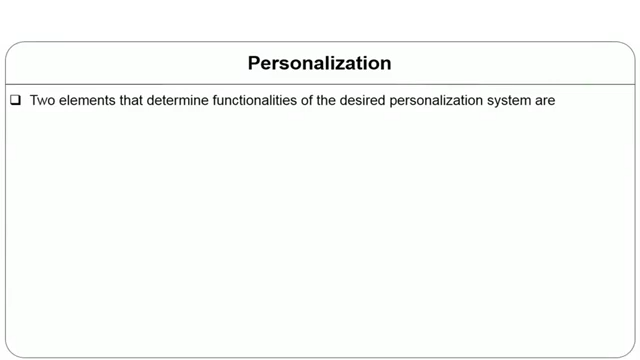 Personalization
❑ Two elements that determine functionalities of the desired personalization system are